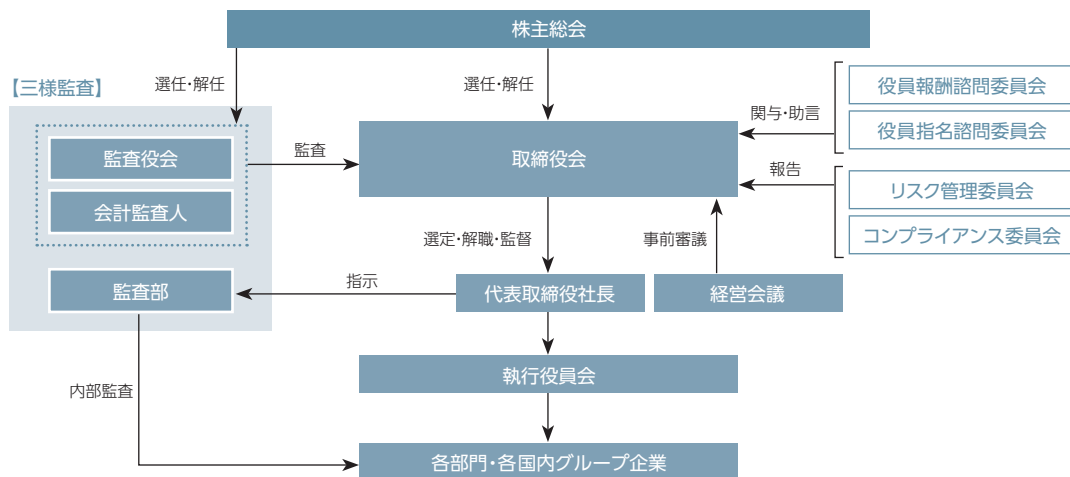 株主総会
【三様監査】
選任・解任
選任・解任
役員報酬諮問委員会
関与・助言
役員指名諮問委員会
監査役会
監査
取締役会
報告
リスク管理委員会
会計監査人
選定・解職・監督
事前審議
コンプライアンス委員会
監査部
指示
代表取締役社長
経営会議
執行役員会
内部監査
各部門・各国内グループ企業